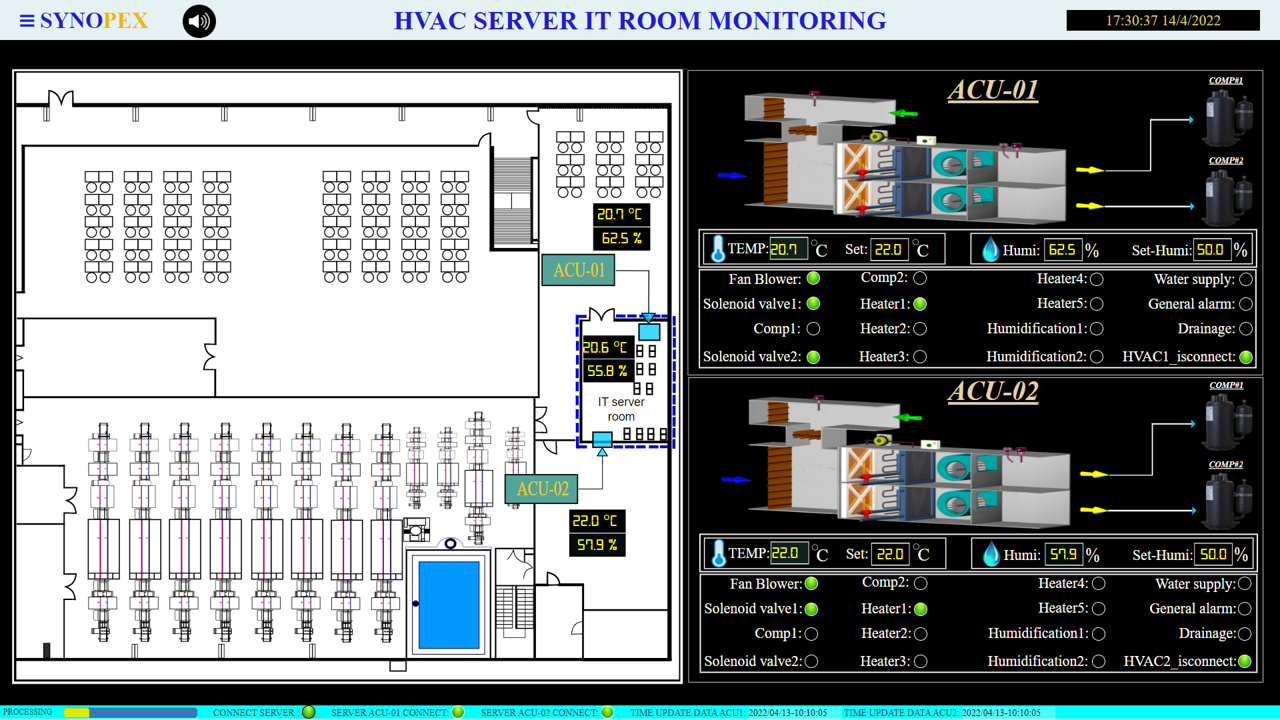 SYNOPEX
HVAC SERVER IT ROOM MONITORING
17:30:37 14/4/2022
20.7 °C
62.5 %
ACU-01
20.6 °C
55.8 %
IT server
room
ACU-02
22.0 °C
57.9 %
ACU-01
COMP#1
COMP#2
TEMP: 20.7 °C Set: 22.0 °C Humi: 62.5 % Set-Humi: 50.0 %
Fan Blower: Comp2: Heater4: Water supply:
Solenoid valve1: Heater1: Heater5: General alarm:
Comp1: Heater2: Humidification1: Drainage:
Solenoid valve2: Heater3: Humidification2: HVAC1_isconnect:
ACU-02
COMP#1
COMP#2
TEMP: 22.0 °C Set: 22.0 °C Humi: 57.9 % Set-Humi: 50.0 %
Fan Blower: Comp2: Heater4: Water supply:
Solenoid valve1: Heater1: Heater5: General alarm:
Comp1: Heater2: Humidification1: Drainage:
Solenoid valve2: Heater3: Humidification2: HVAC2_isconnect:
PROCESSING : CONNECT SERVER : SERVER ACU-01 CONNECT: SERVER ACU-02 CONNECT: TIME UPDATE DATA ACU1: 2022/04/13-10:10:05 TIME UPDATE DATA ACU2: 2022/04/13-10:10:05